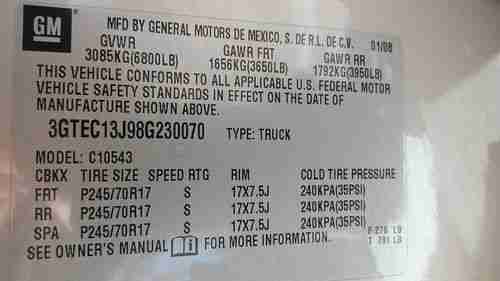 GM
MFD BY GENERAL MOTORS DE MEXICO, S. DE R.L. DE C.V. 01/08
GVWR GAWR FRT GAWR RR
3085KG(6800LB) 1656KG(3650LB) 1792KG(3950LB)
THIS VEHICLE CONFORMS TO ALL APPLICABLE U.S. FEDERAL MOTOR
VEHICLE SAFETY STANDARDS IN EFFECT ON THE DATE OF
MANUFACTURE SHOWN ABOVE.
3GTEC13J98G230070 TYPE: TRUCK
MODEL: C10543
CBKX TIRE SIZE SPEED RTG RIM COLD TIRE PRESSURE
FRT P245/70R17 S 17X7.5J 240KPA(35PSI)
RR P245/70R17 S 17X7.5J 240KPA(35PSI)
SPA P245/70R17 S 17X7.5J 240KPA(35PSI)
F 276 LB
SEE OWNER'S MANUAL i FOR MORE INFORMATION. T 781 LB